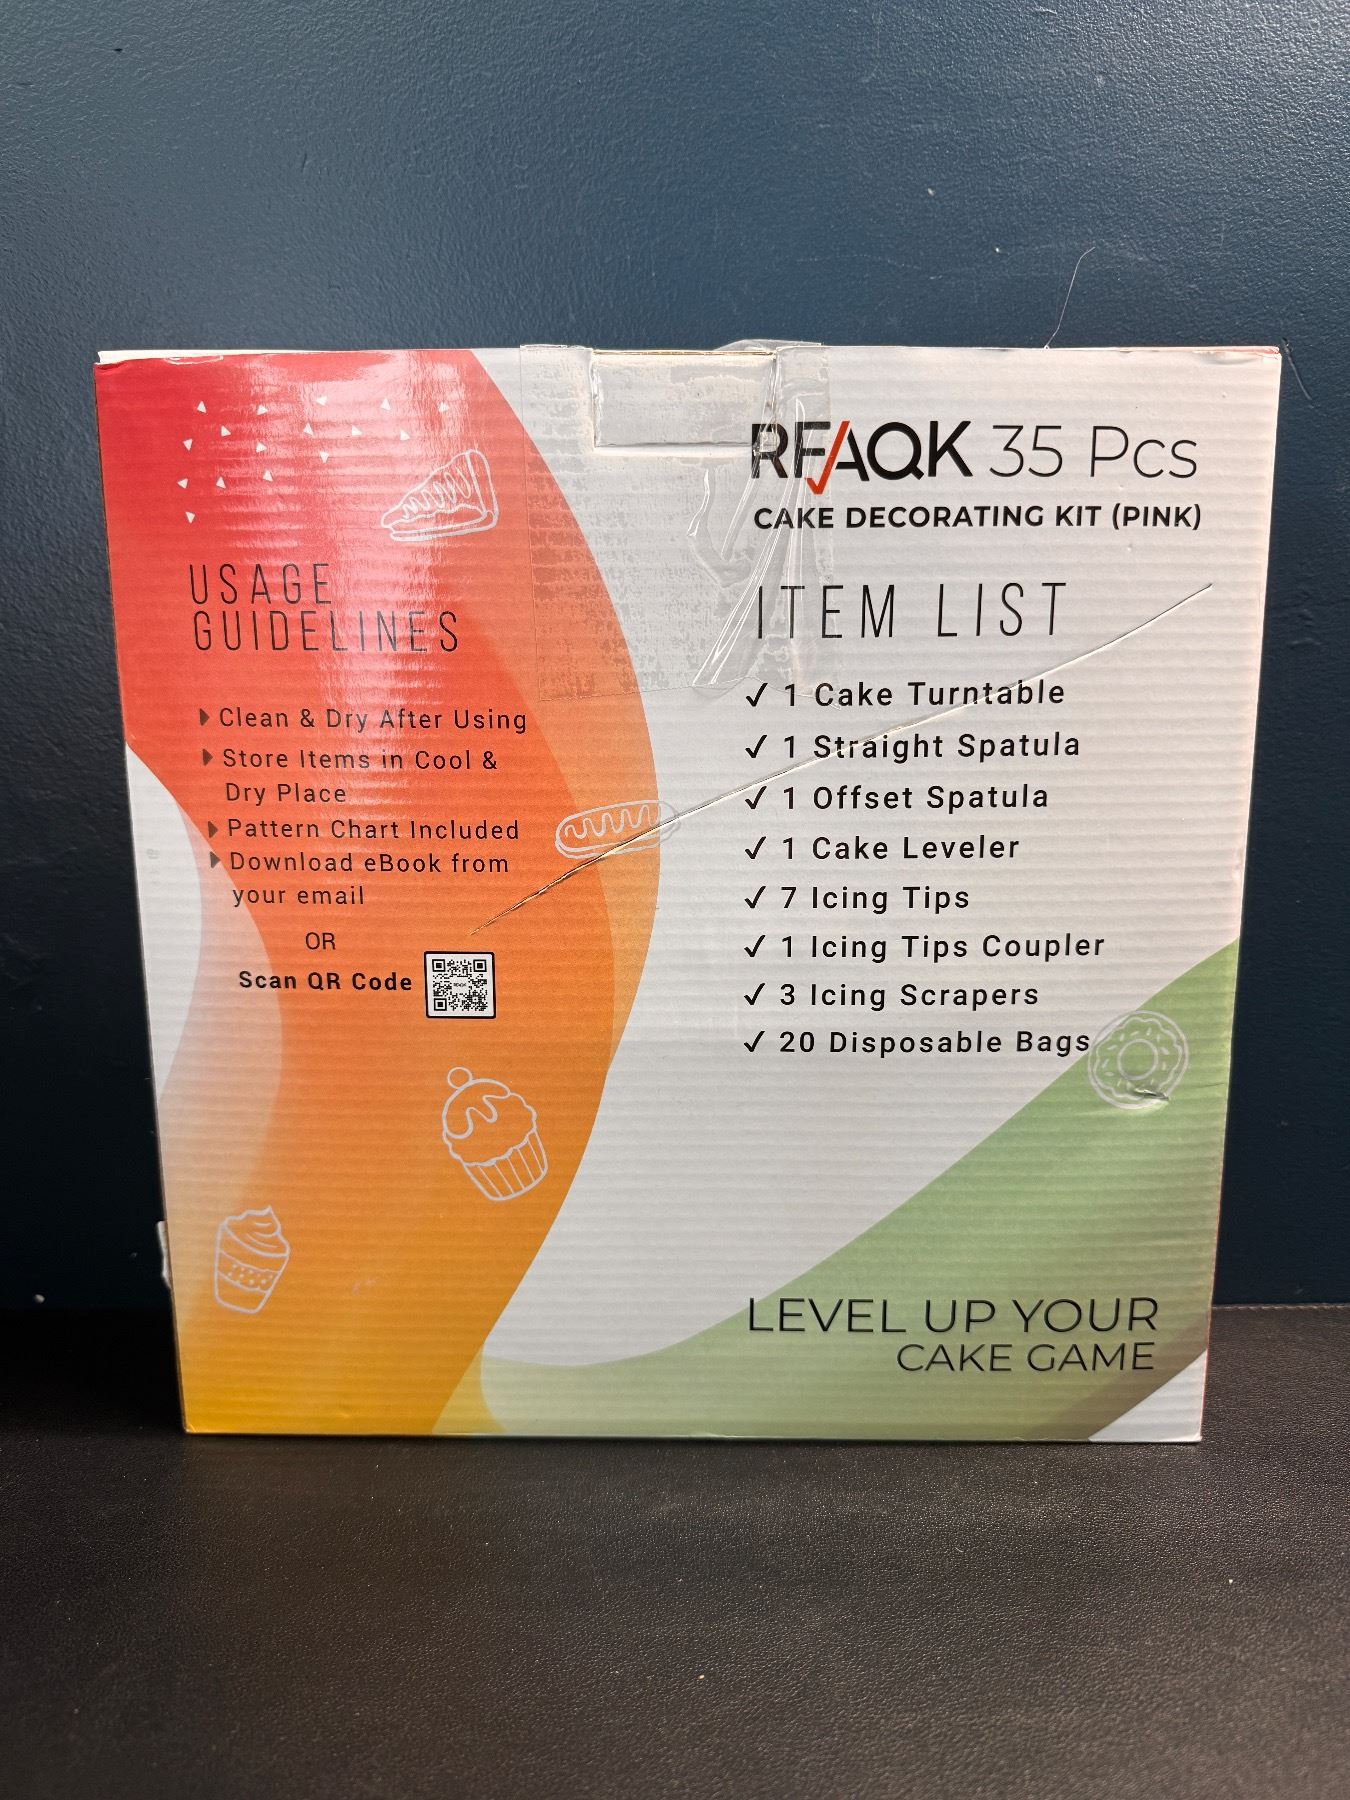 RFAQK 35 Pcs
CAKE DECORATING KIT (PINK)
USAGE
GUIDELINES
Clean & Dry After Using
Store Items in Cool &
Dry Place
Pattern Chart Included
Download eBook from
your email
OR
Scan QR Code
ITEM LIST
✓ 1 Cake Turntable
✓ 1 Straight Spatula
✓ 1 Offset Spatula
✓ 1 Cake Leveler
✓ 7 Icing Tips
✓ 1 Icing Tips Coupler
✓ 3 Icing Scrapers
✓ 20 Disposable Bags
LEVEL UP YOUR
CAKE GAME